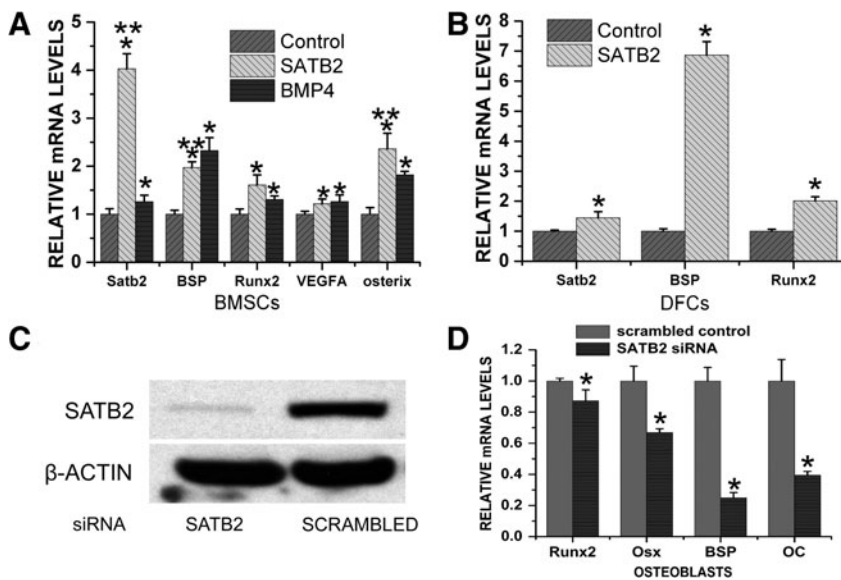 A
RELATIVE mRNA LEVELS
5
4
3
2
1
0
Control
SATB2
BMP4
**
*
*
**
*
*
*
*
*
*
**
*
*
Satb2 BSP Runx2 VEGFA osterix
BMSCs
B
RELATIVE mRNA LEVELS
8
7
6
5
4
3
2
1
0
Control
SATB2
*
*
*
Satb2 BSP Runx2
DFCs
C
SATB2
β-ACTIN
siRNA SATB2 SCRAMBLED
D
scrambled control
SATB2 siRNA
RELATIVE mRNA LEVELS
1.0
0.8
0.6
0.4
0.2
0.0
*
*
*
*
Runx2 Osx BSP OC
OSTEOBLASTS